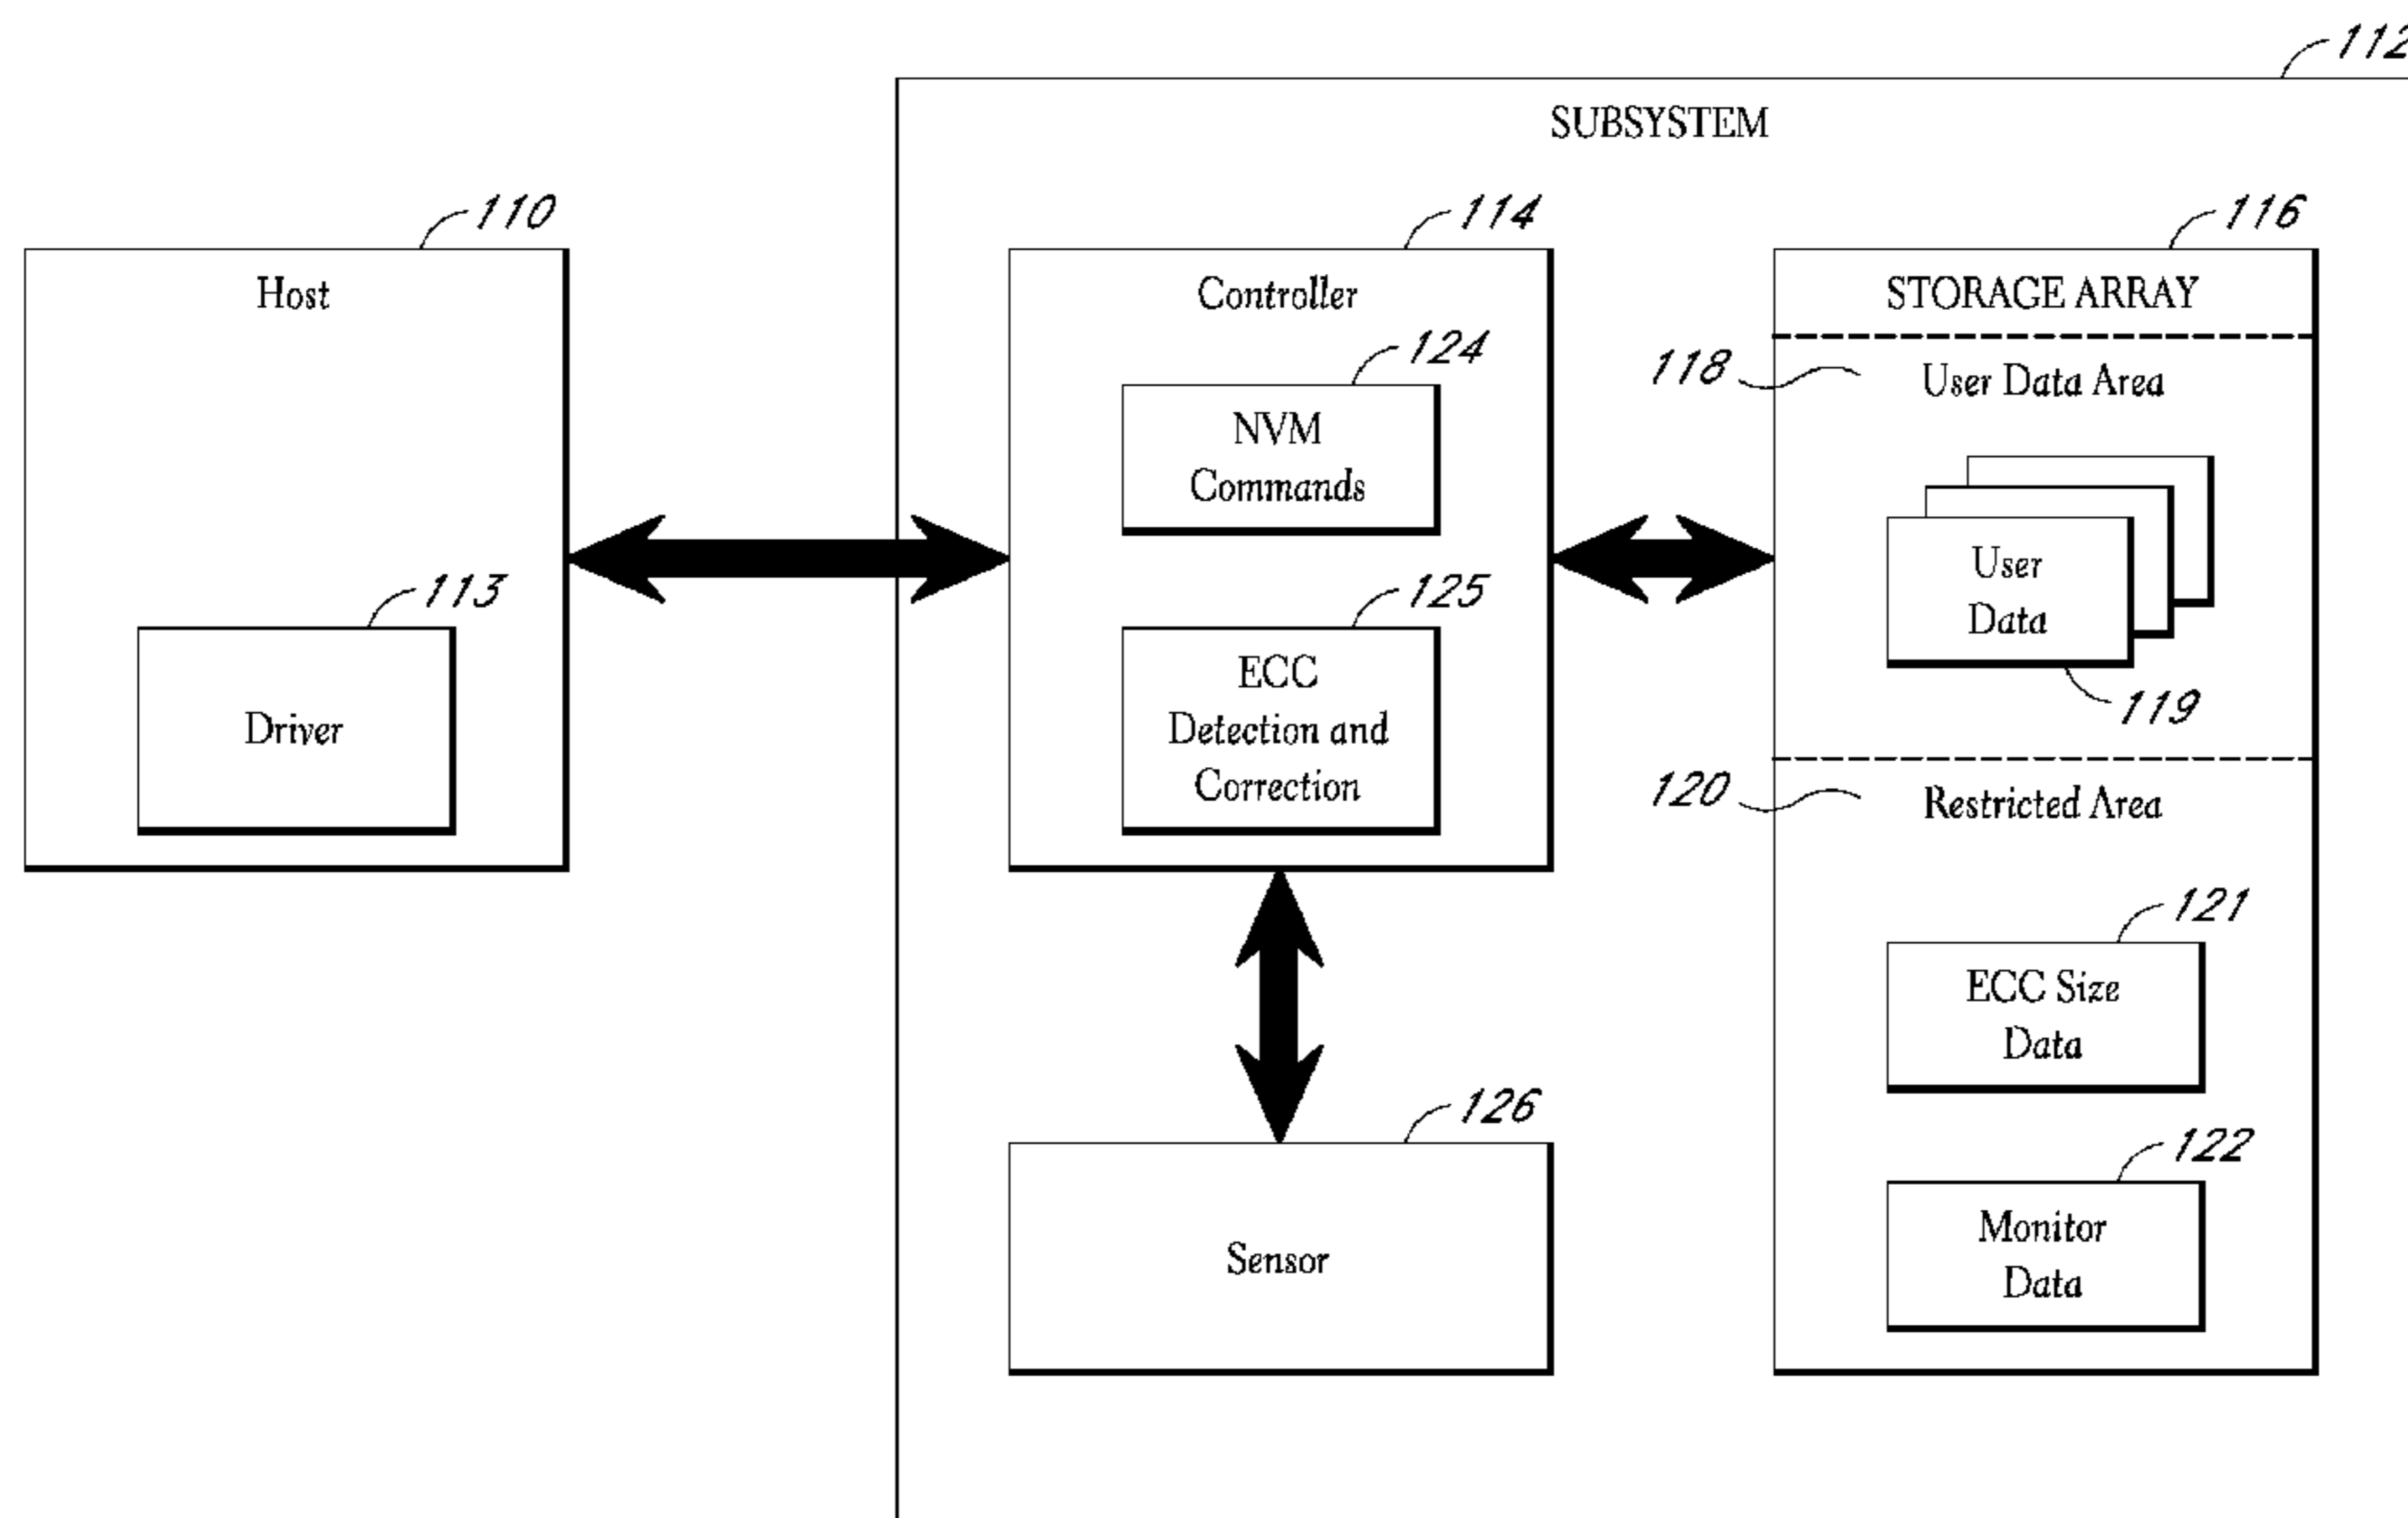 112
SUBSYSTEM
110
Host
113
Driver
114
Controller
124
NVM
Commands
125
ECC
Detection and
Correction
126
Sensor
116
STORAGE ARRAY
118
User Data Area
User
Data
119
120
Restricted Area
121
ECC Size
Data
122
Monitor
Data